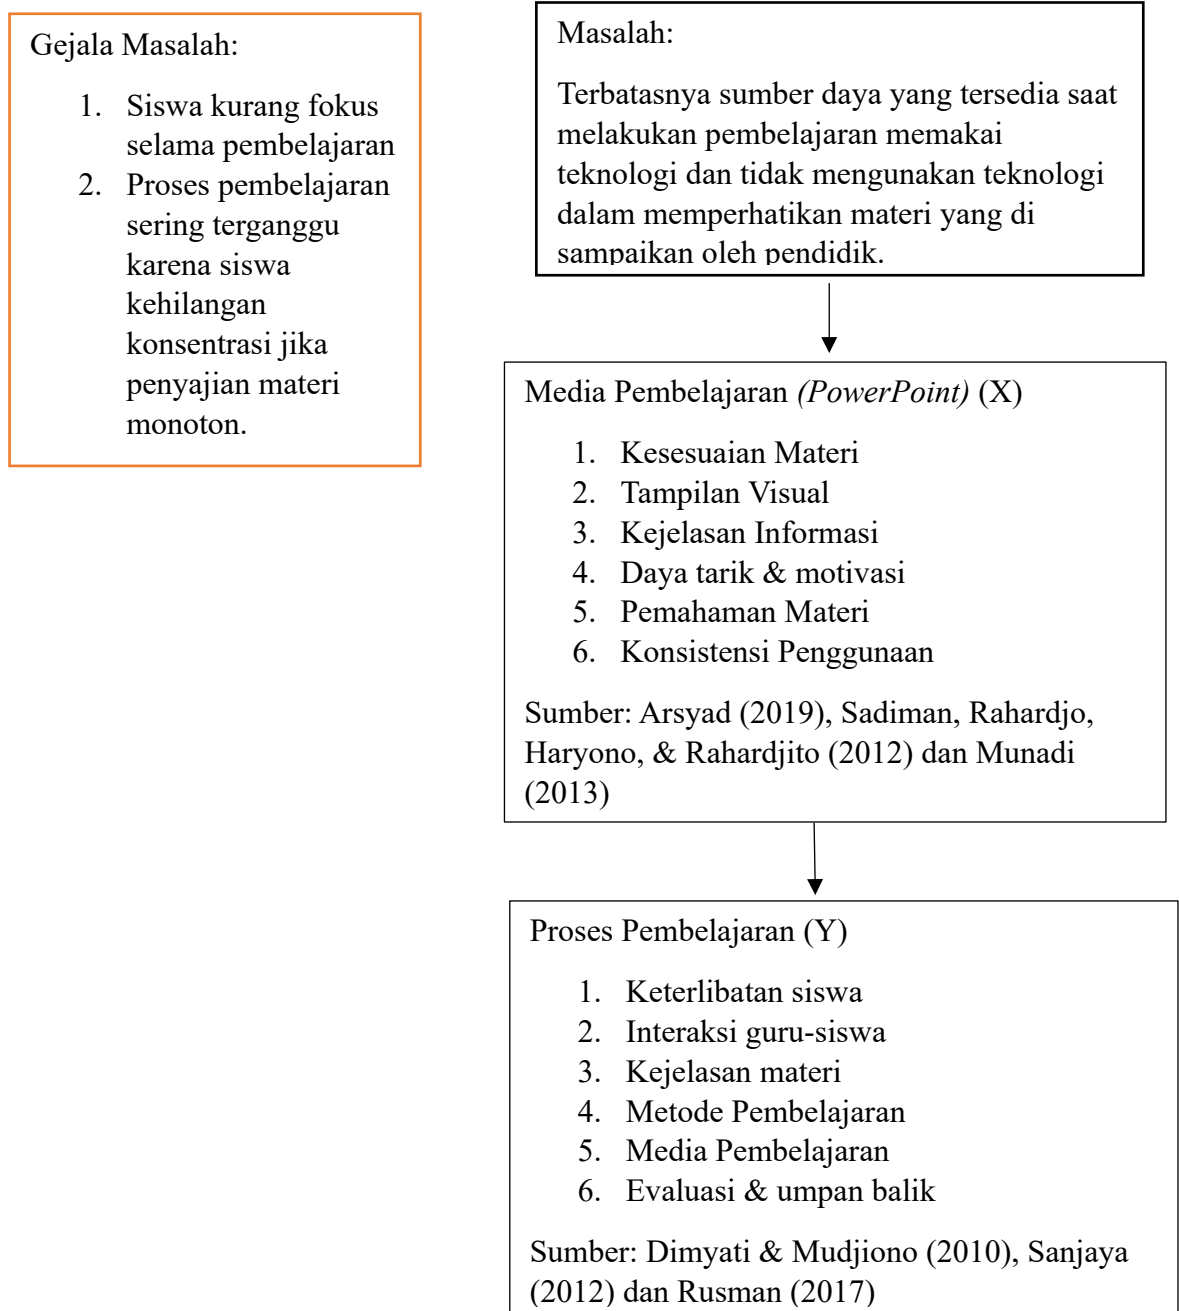 Gejala Masalah:
1. Siswa kurang fokus
selama pembelajaran
2. Proses pembelajaran
sering terganggu
karena siswa
kehilangan
konsentrasi jika
penyajian materi
monoton.
Masalah:
Terbatasnya sumber daya yang tersedia saat
melakukan pembelajaran memakai
teknologi dan tidak mengunakan teknologi
dalam memperhatikan materi yang di
sampaikan oleh pendidik.
Media Pembelajaran (PowerPoint) (X)
1. Kesesuaian Materi
2. Tampilan Visual
3. Kejelasan Informasi
4. Daya tarik & motivasi
5. Pemahaman Materi
6. Konsistensi Penggunaan
Sumber: Arsyad (2019), Sadiman, Rahardjo,
Haryono, & Rahardjito (2012) dan Munadi
(2013)
Proses Pembelajaran (Y)
1. Keterlibatan siswa
2. Interaksi guru-siswa
3. Kejelasan materi
4. Metode Pembelajaran
5. Media Pembelajaran
6. Evaluasi & umpan balik
Sumber: Dimyati & Mudjiono (2010), Sanjaya
(2012) dan Rusman (2017)